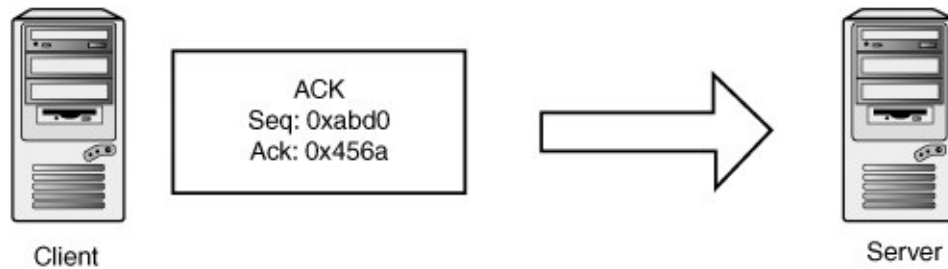 ACK
Seq: 0xabd0
Ack: 0x456a
Client
Server